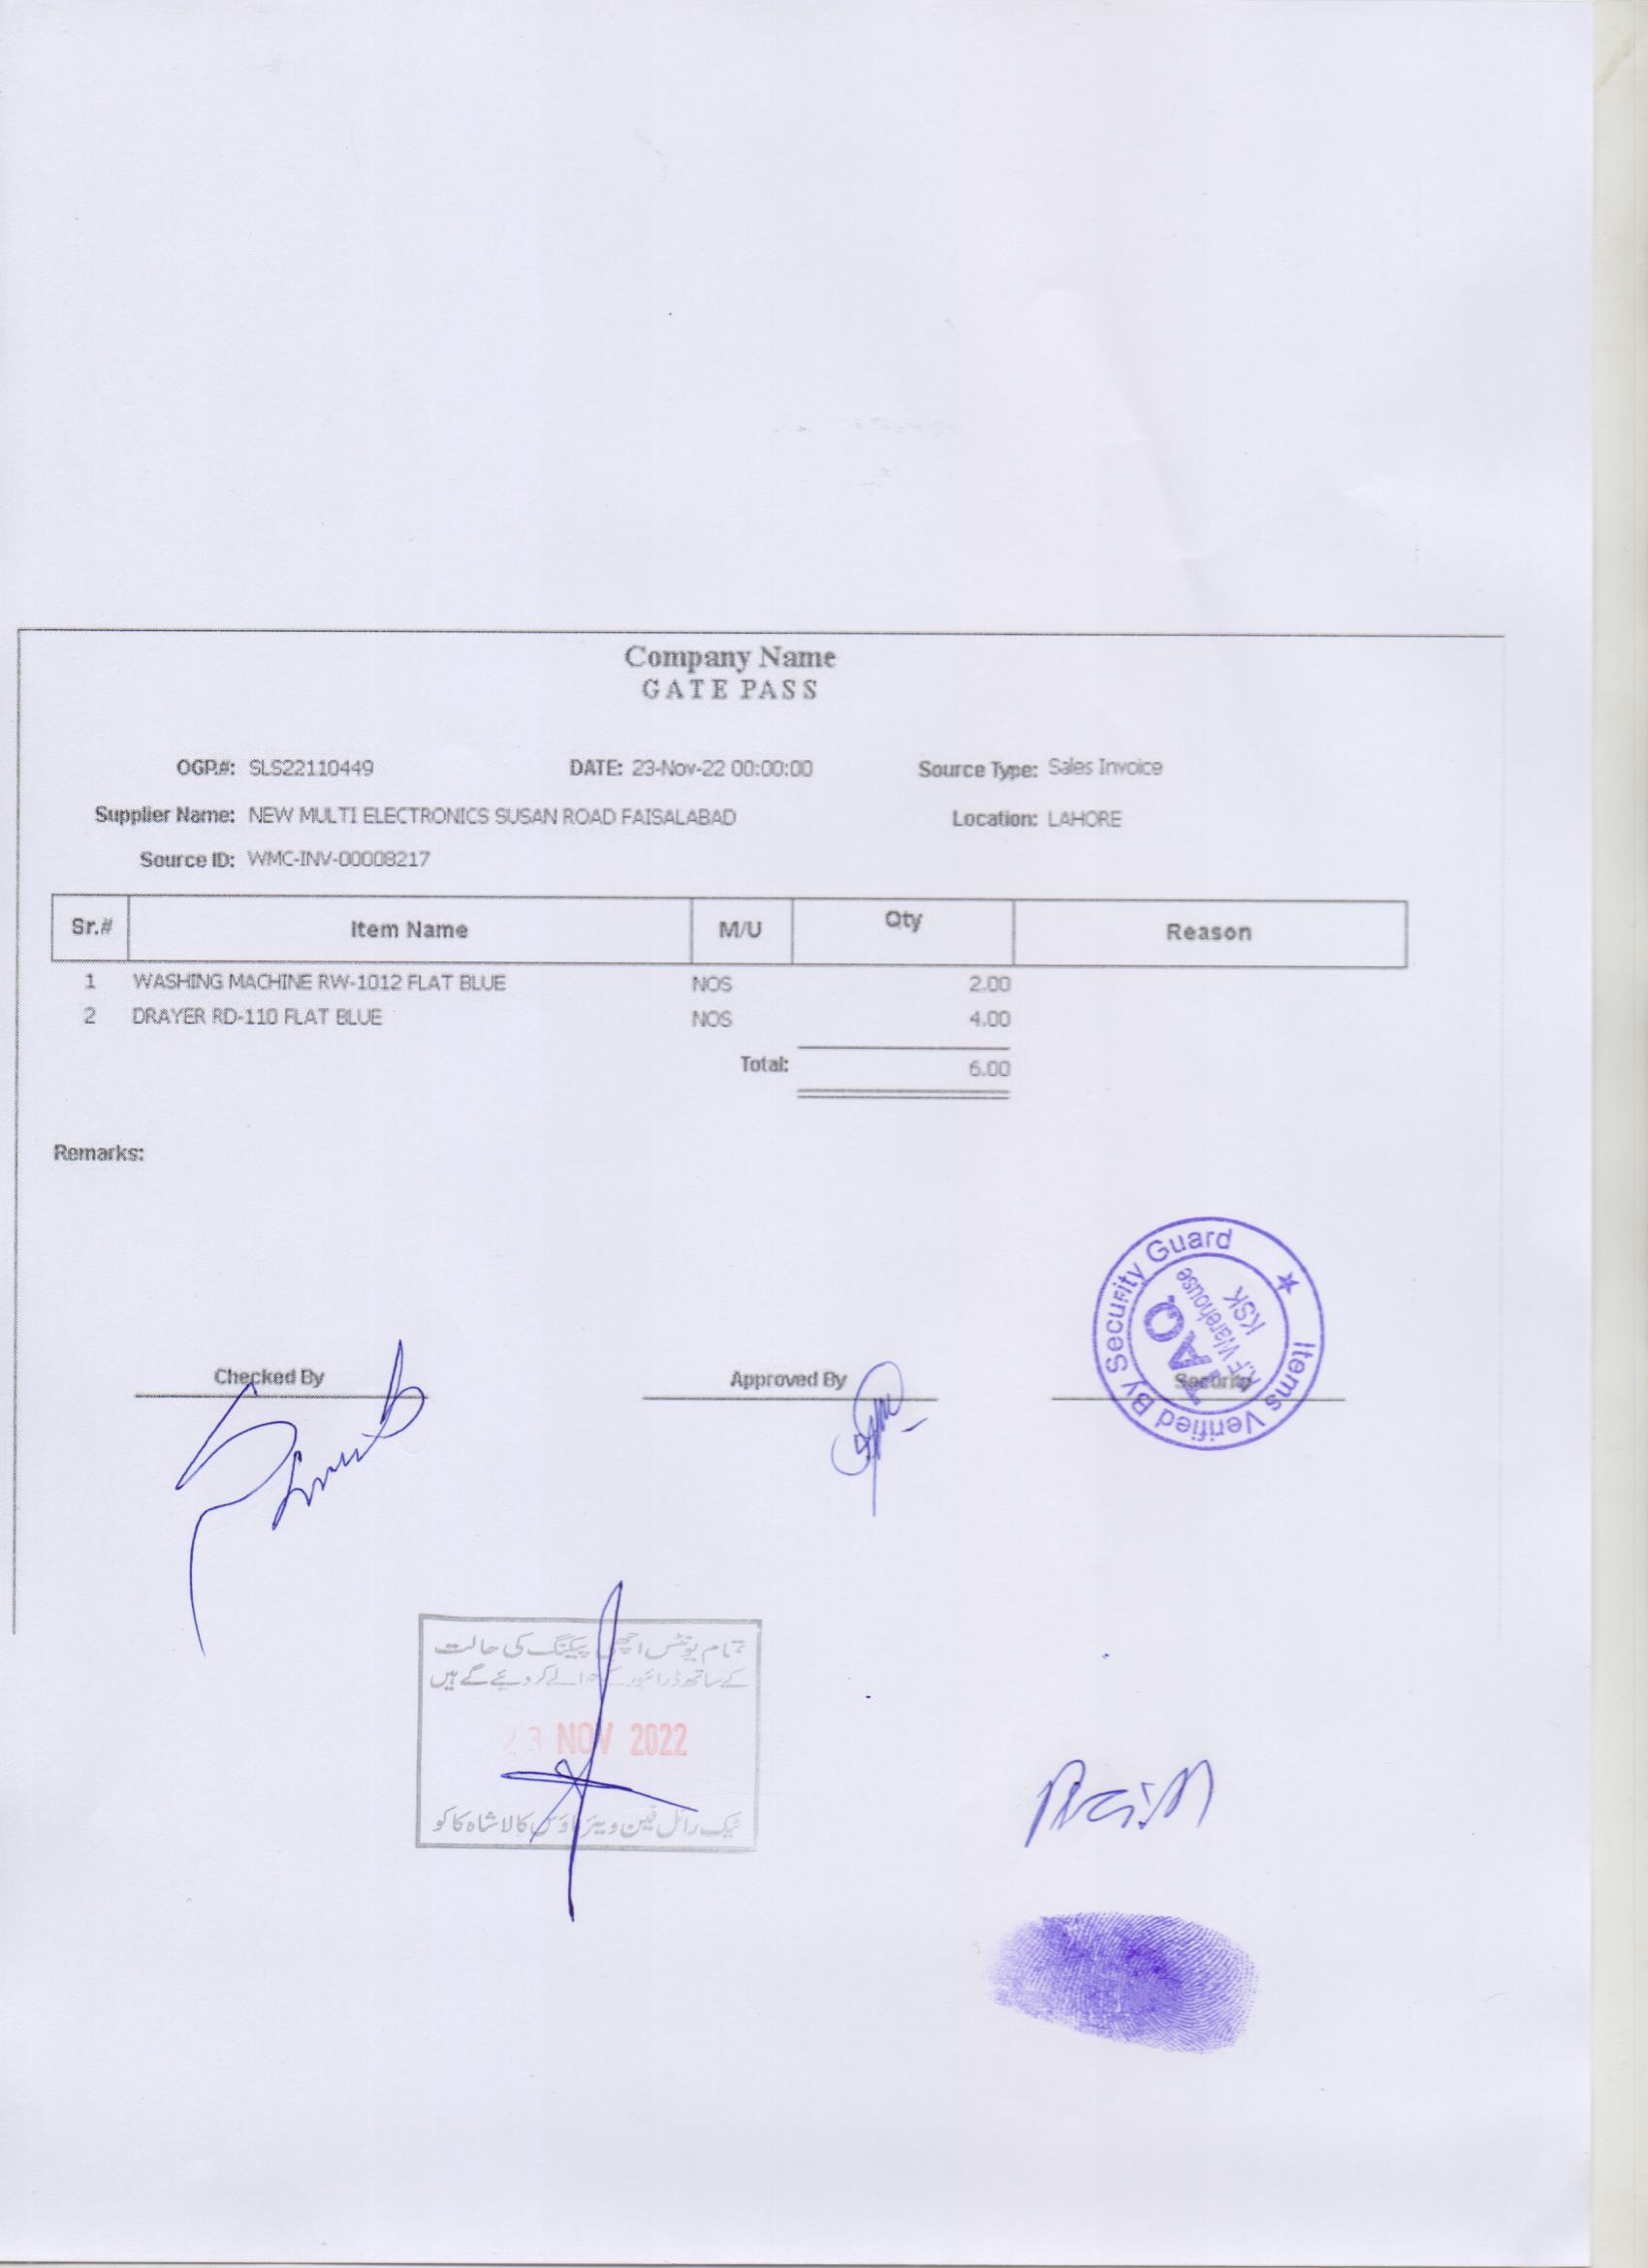 Company Name
GATE PASS
OGP.#: SLS22110449 DATE: 23-Nov-22 00:00:00 Source Type: Sales Invoice
Supplier Name: NEW MULTI ELECTRONICS SUSAN ROAD FAISALABAD Location: LAHORE
Source ID: WMC-INV-00008217
Sr.# Item Name M/U Qty Reason
1 WASHING MACHINE RW-1012 FLAT BLUE NOS 2.00
2 DRAYER RD-110 FLAT BLUE NOS 4.00
Total: 6.00
Remarks:
Items Verified By Security Guard
TAQ
Warehouse
KSK
Checked By Approved By Security
تمام یونٹس اچھی پیکنگ کی حالت
کے ساتھ ڈرائیور کے حوالے کر دیئے گے ہیں
23 NOV 2022
ٹیک رائل فین ویئر ہاؤس کالا شاہ کاکو